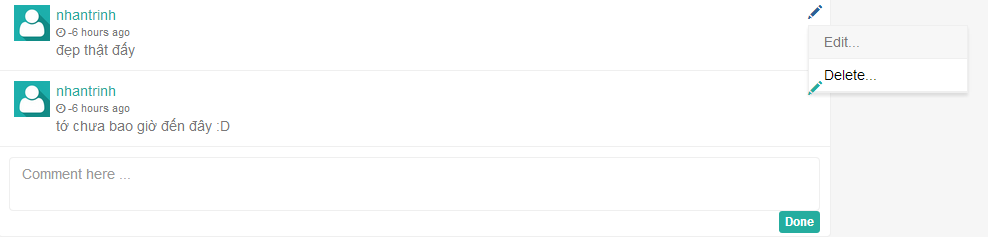 nhantrinh
-6 hours ago
đẹp thật đấy
Edit...
Delete...
nhantrinh
-6 hours ago
tớ chưa bao giờ đến đây :D
Comment here ...
Done